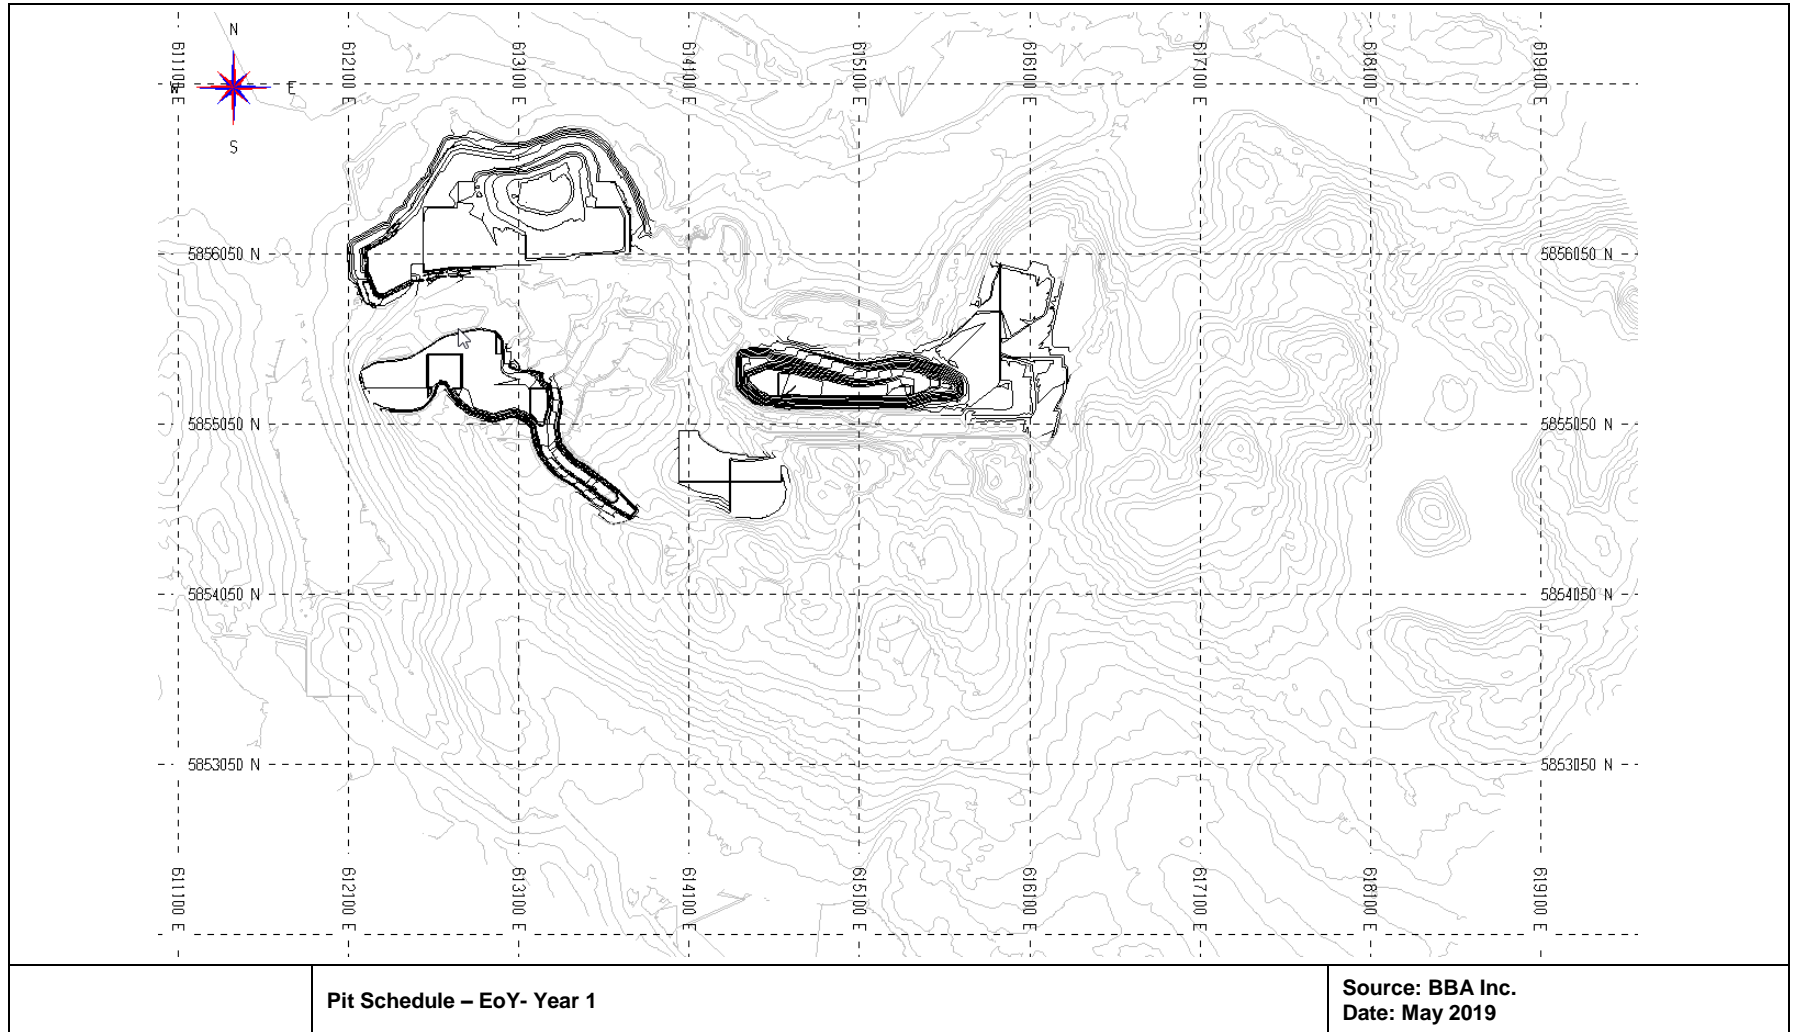 N
W E
S
611100 E 612100 E 613100 E 614100 E 615100 E 616100 E 617100 E 618100 E 619100 E
5856050 N 5856050 N
5855050 N 5855050 N
5854050 N 5854050 N
5853050 N 5853050 N
611100 E 612100 E 613100 E 614100 E 615100 E 616100 E 617100 E 618100 E 619100 E
Pit Schedule – EoY- Year 1
Source: BBA Inc.
Date: May 2019